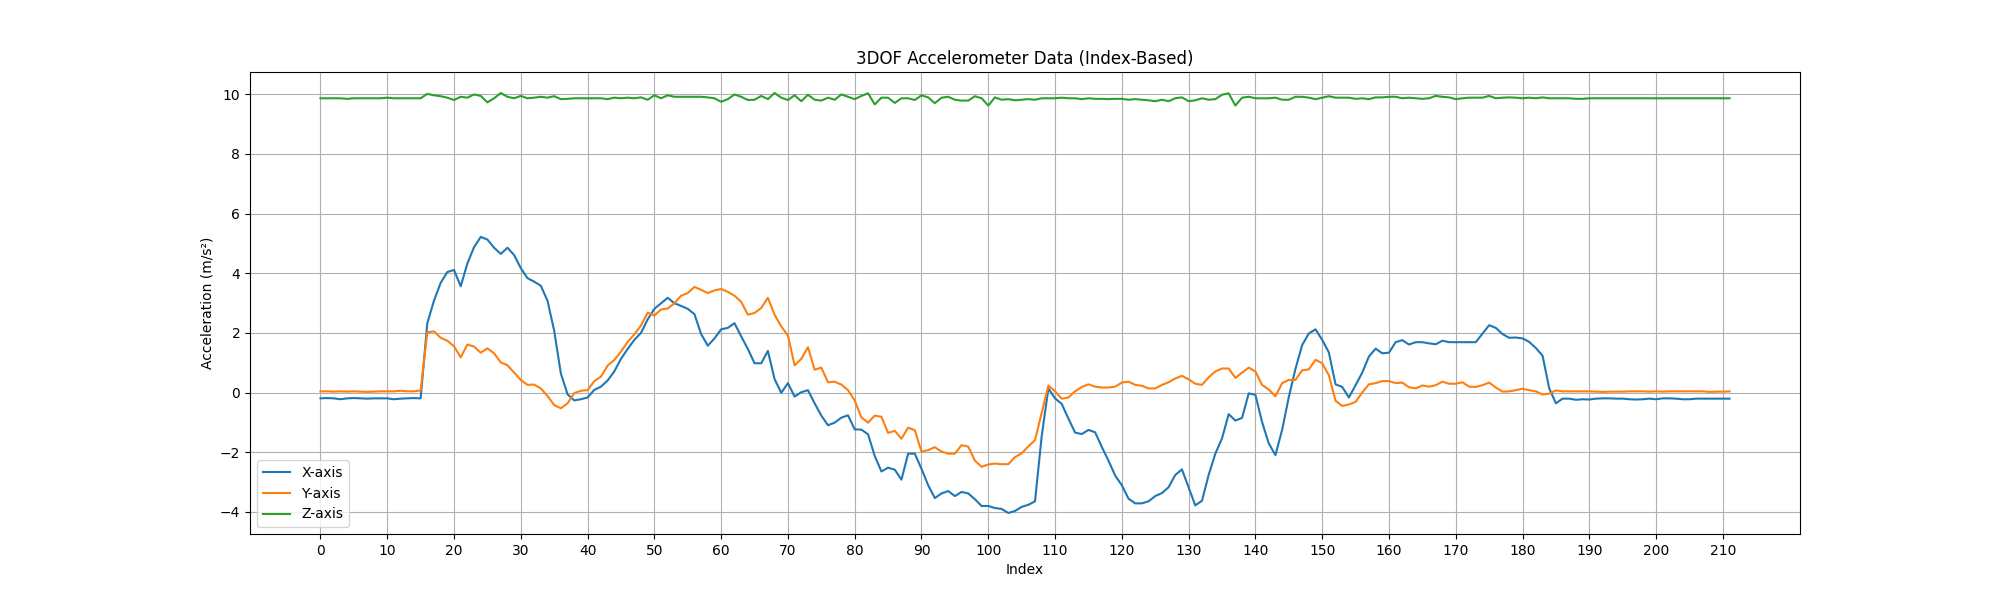 3DOF Accelerometer Data (Index-Based)
Acceleration (m/s²)
10
8
6
4
2
0
−2
−4
X-axis
Y-axis
Z-axis
0 10 20 30 40 50 60 70 80 90 100 110 120 130 140 150 160 170 180 190 200 210
Index